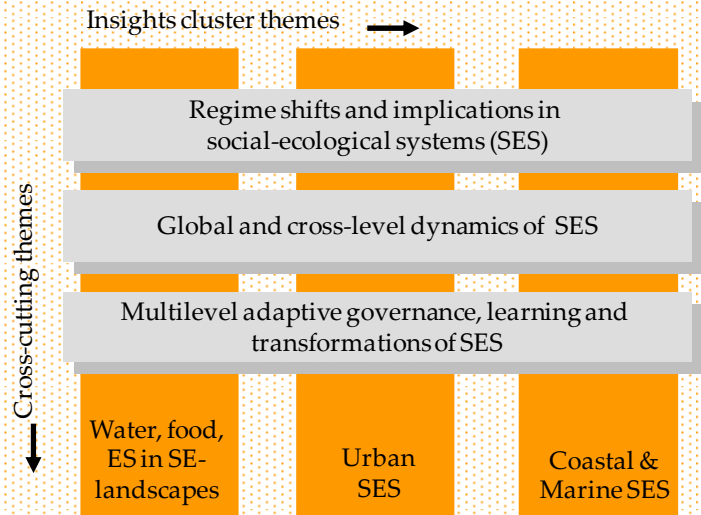 Insights cluster themes
Regime shifts and implications in
social-ecological systems (SES)
Global and cross-level dynamics of SES
Multilevel adaptive governance, learning and
transformations of SES
Cross-cutting themes
Water, food,
ES in SE-
landscapes
Urban
SES
Coastal &
Marine SES